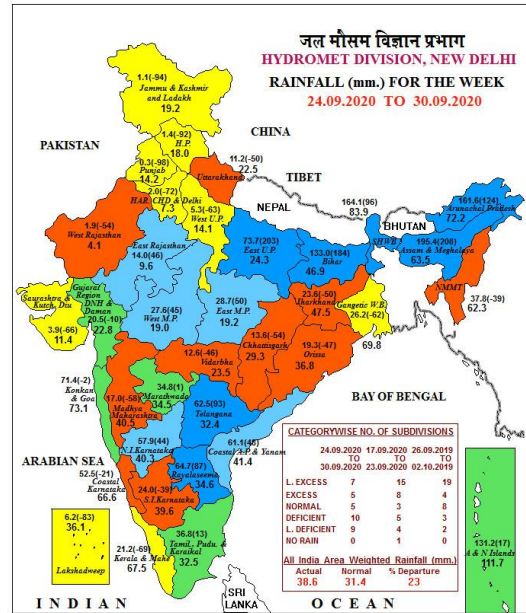 जल मौसम विज्ञान प्रभाग
HYDROMET DIVISION, NEW DELHI
RAINFALL (mm.) FOR THE WEEK
24.09.2020 TO 30.09.2020
1.1(-94)
Jammu & Kashmir
and Ladakh
19.2
CHINA
PAKISTAN
1.4(-92)
H.P.
18.0
0.3(-98)
Punjab
14.2
11.2(-50)
Uttarakhand
22.5
TIBET
2.0(-72)
HAR. CHD & Delhi
7.3
5.3(-63)
West U.P.
14.1
NEPAL
1.9(-54)
West Rajasthan
4.1
164.1(96)
83.9
BHUTAN
161.6(124)
Arunachal Pradesh
72.2
East Rajasthan
14.0(46)
9.6
73.7(203)
East U.P.
24.3
133.0(184)
Bihar
46.9
SHWB
195.4(208)
Assam & Meghalaya
63.5
NMMT
37.8(-39)
62.3
Gujarat
Region
DNH &
Daman
20.5(-10)
22.8
Saurashtra &
Kutch, Diu
3.9(-66)
11.4
27.6(45)
West M.P.
19.0
28.7(50)
East M.P.
19.2
23.6(-50)
Jharkhand
47.5
Gangetic W.B.
26.2(-62)
69.8
13.6(-54)
Chhattisgarh
29.3
19.3(-47)
Orissa
36.8
12.6(-46)
Vidarbha
23.5
71.4(-2)
Konkan
and Goa
73.1
17.0(-58)
Madhya
Maharashtra
40.5
34.8(1)
Marathwada
34.5
62.5(93)
Telangana
32.4
BAY OF BENGAL
57.9(44)
N.I.Karnataka
40.3
61.1(48)
Coastal A.P.& Yanam
41.4
ARABIAN SEA
52.5(-21)
Coastal
Karnataka
66.6
64.7(87)
Rayalaseema
34.6
24.0(-39)
S.I.Karnataka
39.6
6.2(-83)
36.1
Lakshadweep
36.8(13)
Tamil, Pudu. &
Karaikal
32.5
21.2(-69)
Kerala & Mahe
67.5
131.2(17)
A & N Islands
111.7
CATEGORYWISE NO. OF SUBDIVISIONS
24.09.2020 17.09.2020 26.09.2019
TO TO TO
30.09.2020 23.09.2020 02.10.2019
L. EXCESS 7 15 19
EXCESS 5 8 4
NORMAL 5 3 8
DEFICIENT 10 5 3
L. DEFICIENT 9 4 2
NO RAIN 0 1 0
All India Area Weighted Rainfall (mm.)
Actual Normal % Departure
38.6 31.4 23
SRI
LANKA
INDIAN OCEAN